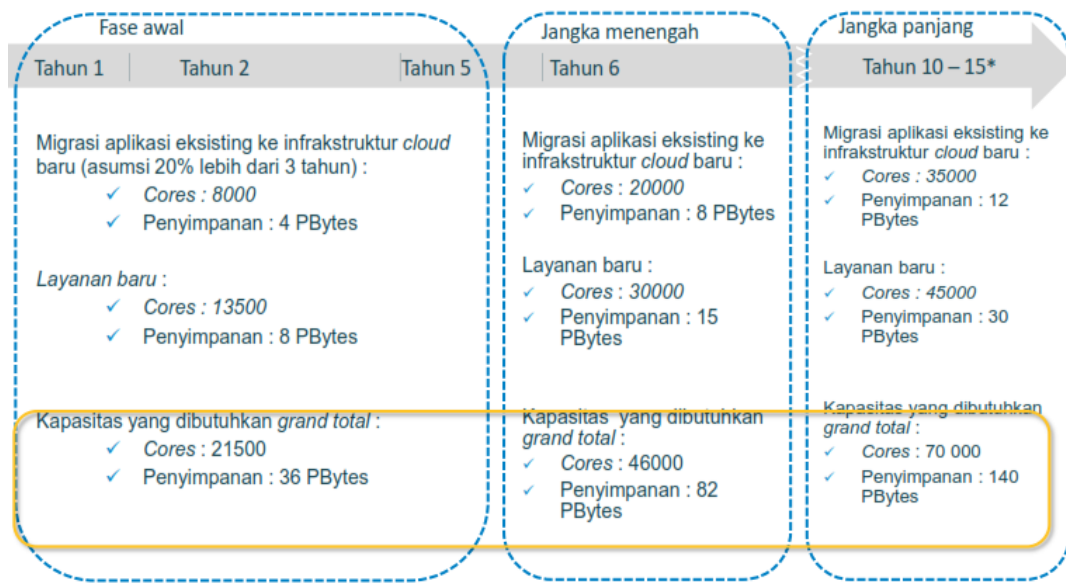 Fase awal
Jangka menengah
Jangka panjang
Tahun 1
Tahun 2
Tahun 5
Tahun 6
Tahun 10 – 15*
Migrasi aplikasi eksisting ke infrakstruktur cloud
baru (asumsi 20% lebih dari 3 tahun) :
✓ Cores : 8000
✓ Penyimpanan : 4 PBytes
Layanan baru :
✓ Cores : 13500
✓ Penyimpanan : 8 PBytes
Kapasitas yang dibutuhkan grand total :
✓ Cores : 21500
✓ Penyimpanan : 36 PBytes
Migrasi aplikasi eksisting ke
infrakstruktur cloud baru :
✓ Cores : 20000
✓ Penyimpanan : 8 PBytes
Layanan baru :
✓ Cores : 30000
✓ Penyimpanan : 15
PBytes
Kapasitas yang dibutuhkan
grand total :
✓ Cores : 46000
✓ Penyimpanan : 82
PBytes
Migrasi aplikasi eksisting ke
infrakstruktur cloud baru :
✓ Cores : 35000
✓ Penyimpanan : 12
PBytes
Layanan baru :
✓ Cores : 45000
✓ Penyimpanan : 30
PBytes
Kapasitas yang dibutuhkan
grand total :
✓ Cores : 70 000
✓ Penyimpanan : 140
PBytes